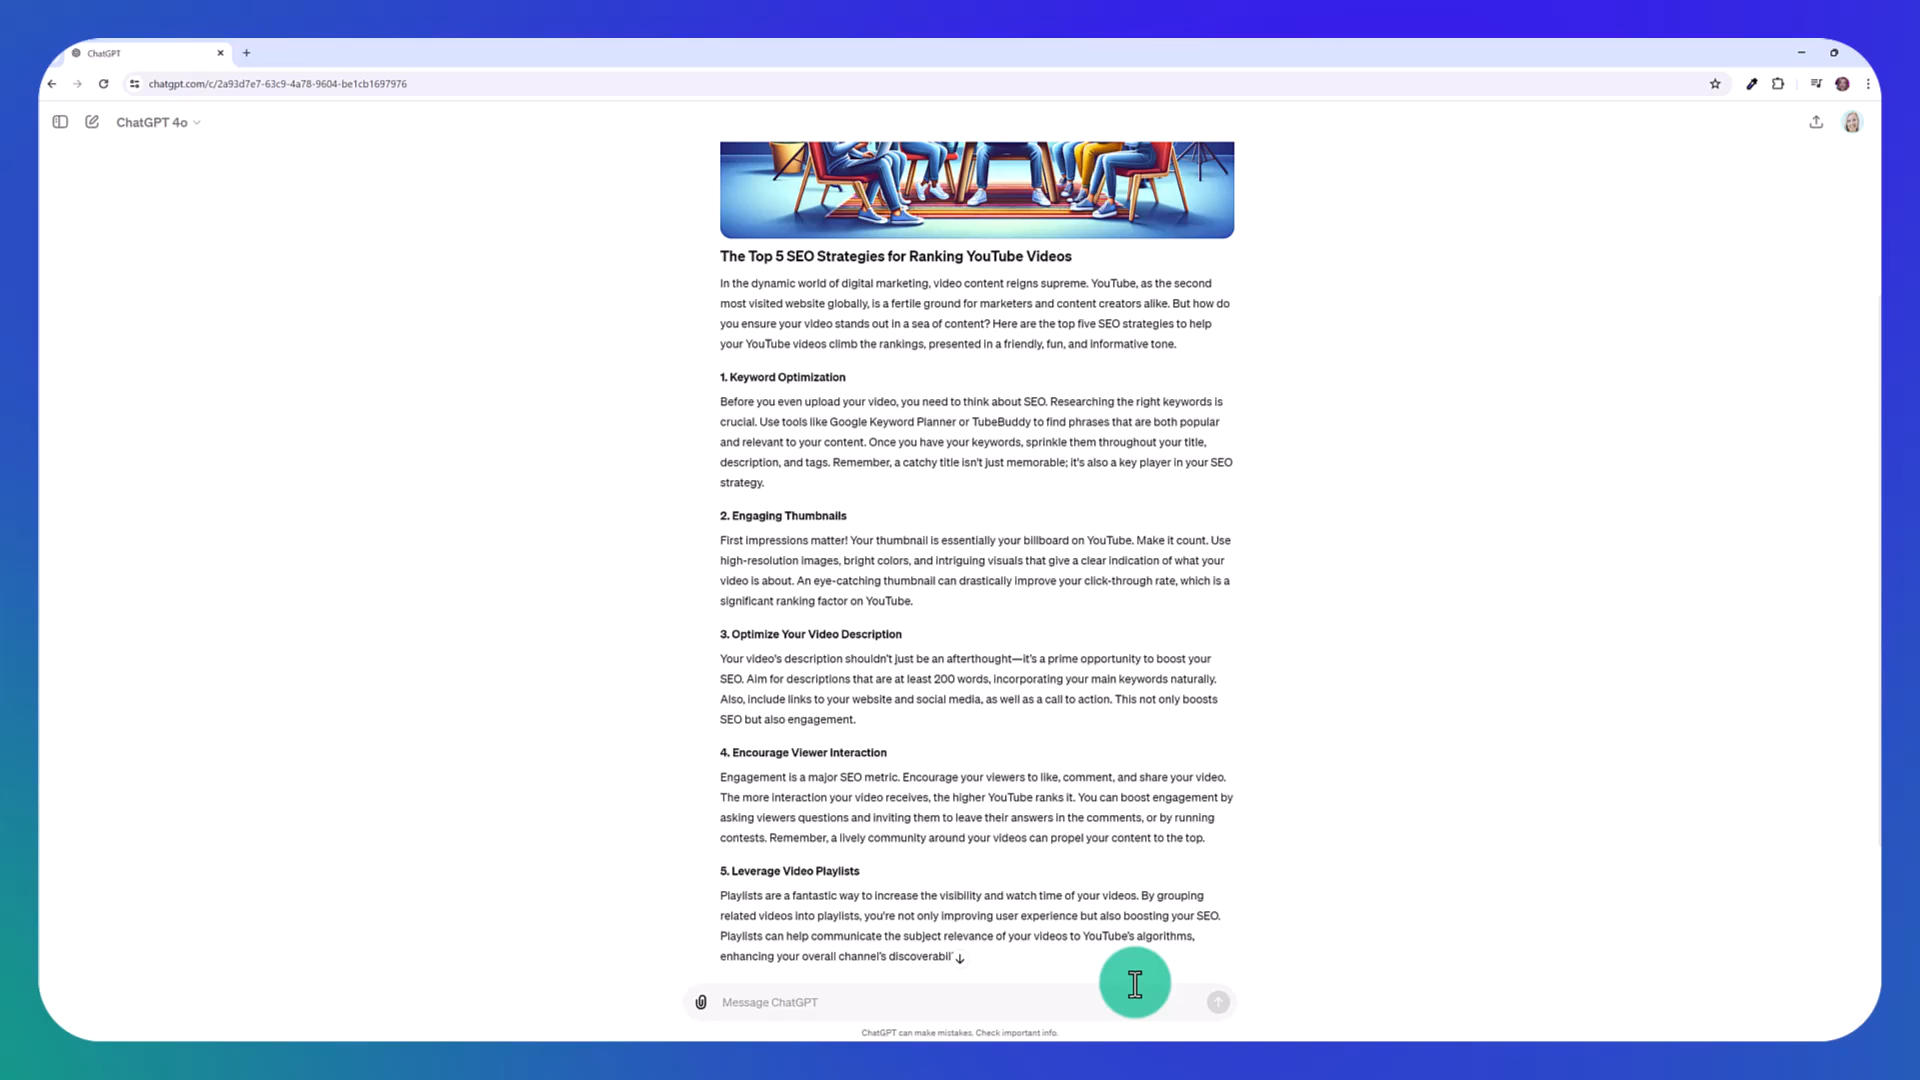 ChatGPT
chatgpt.com/c/2a93d7e7-63c9-4a78-9604-be1cb1697976
ChatGPT 4o
The Top 5 SEO Strategies for Ranking YouTube Videos
In the dynamic world of digital marketing, video content reigns supreme. YouTube, as the second
most visited website globally, is a fertile ground for marketers and content creators alike. But how do
you ensure your video stands out in a sea of content? Here are the top five SEO strategies to help
your YouTube videos climb the rankings, presented in a friendly, fun, and informative tone.
1. Keyword Optimization
Before you even upload your video, you need to think about SEO. Researching the right keywords is
crucial. Use tools like Google Keyword Planner or TubeBuddy to find phrases that are both popular
and relevant to your content. Once you have your keywords, sprinkle them throughout your title,
description, and tags. Remember, a catchy title isn't just memorable; it's also a key player in your SEO
strategy.
2. Engaging Thumbnails
First impressions matter! Your thumbnail is essentially your billboard on YouTube. Make it count. Use
high-resolution images, bright colors, and intriguing visuals that give a clear indication of what your
video is about. An eye-catching thumbnail can drastically improve your click-through rate, which is a
significant ranking factor on YouTube.
3. Optimize Your Video Description
Your video's description shouldn't just be an afterthought—it's a prime opportunity to boost your
SEO. Aim for descriptions that are at least 200 words, incorporating your main keywords naturally.
Also, include links to your website and social media, as well as a call to action. This not only boosts
SEO but also engagement.
4. Encourage Viewer Interaction
Engagement is a major SEO metric. Encourage your viewers to like, comment, and share your video.
The more interaction your video receives, the higher YouTube ranks it. You can boost engagement by
asking viewers questions and inviting them to leave their answers in the comments, or by running
contests. Remember, a lively community around your videos can propel your content to the top.
5. Leverage Video Playlists
Playlists are a fantastic way to increase the visibility and watch time of your videos. By grouping
related videos into playlists, you're not only improving user experience but also boosting your SEO.
Playlists can help communicate the subject relevance of your videos to YouTube's algorithms,
enhancing your overall channel's discoverabil
Message ChatGPT
ChatGPT can make mistakes. Check important info.